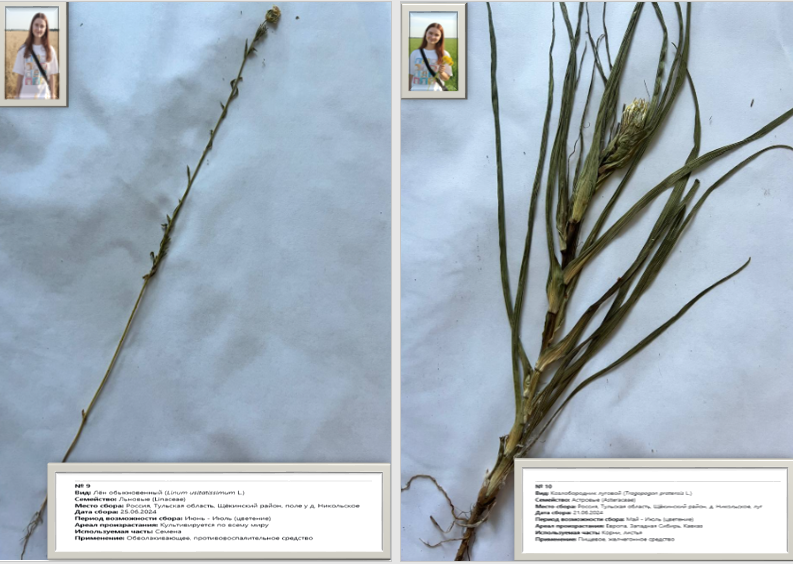 № 9
Вид: Лён обыкновенный (Linum usitatissimum L.)
Семейство: Льновые (Linaceae)
Место сбора: Россия, Тульская область, Щёкинский район, поле у д. Никольское
Дата сбора: 25.06.2024
Период возможности сбора: Июнь - Июль (цветение)
Ареал произрастания: Культивируется по всему миру
Используемая часть: Семена
Применения: Обволакивающее, противовоспалительное средство
№ 10
Вид: Козлобородник луговой (Tragopogon pratensis L.)
Семейство: Астровые (Asteraceae)
Место сбора: Россия, Тульская область, Щёкинский район, д. Никольское, луг
Дата сбора: 21.06.2024
Период возможности сбора: Май - Июль (цветение)
Ареал произрастания: Европа, Западная Сибирь, Кавказ
Используемая часть: Корни, листья
Применения: Пищевое, желчегонное средство